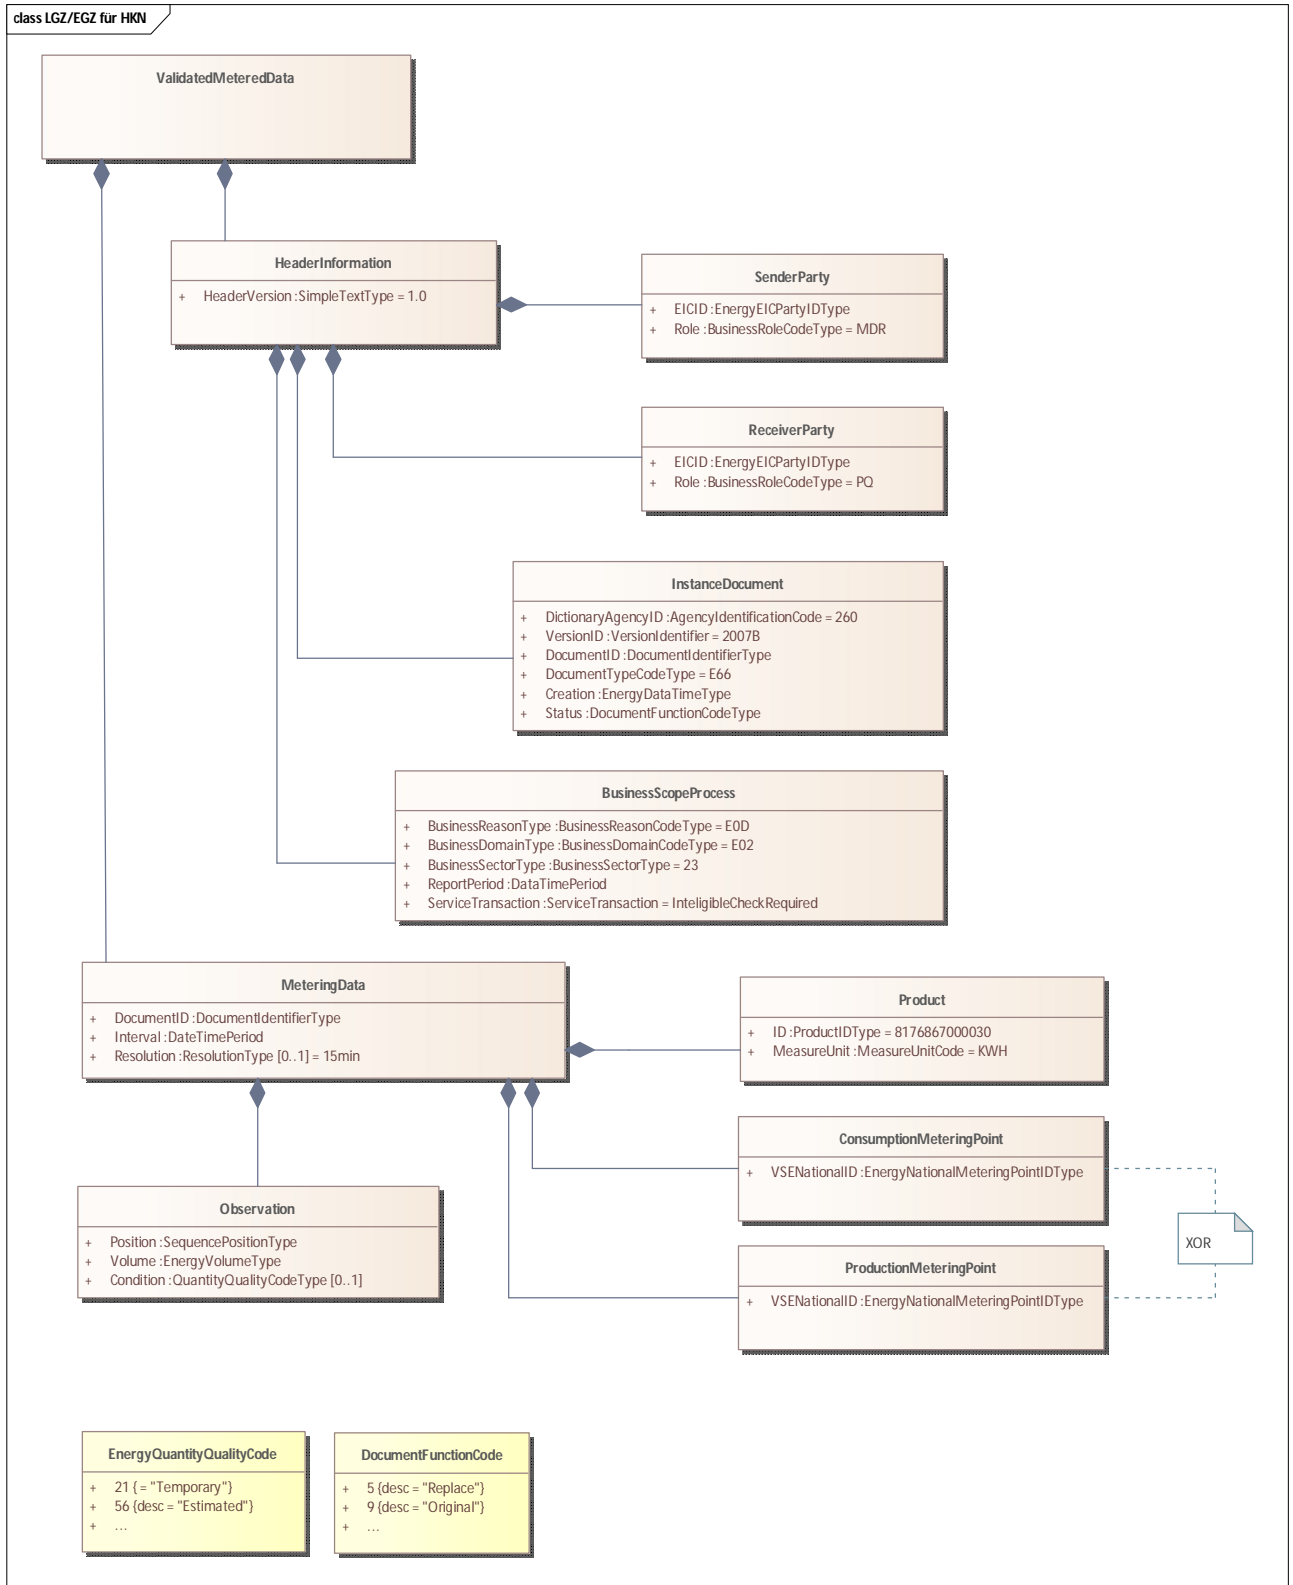 class LGZ/EGZ für HKN
ValidatedMeteredData
HeaderInformation
+ HeaderVersion :SimpleTextType = 1.0
SenderParty
+ EICID :EnergyEICPartyIDType
+ Role :BusinessRoleCodeType = MDR
ReceiverParty
+ EICID :EnergyEICPartyIDType
+ Role :BusinessRoleCodeType = PQ
InstanceDocument
+ DictionaryAgencyID :AgencyIdentificationCode = 260
+ VersionID :VersionIdentifier = 2007B
+ DocumentID :DocumentIdentifierType
+ DocumentTypeCodeType = E66
+ Creation :EnergyDataTimeType
+ Status :DocumentFunctionCodeType
BusinessScopeProcess
+ BusinessReasonType :BusinessReasonCodeType = E0D
+ BusinessDomainType :BusinessDomainCodeType = E02
+ BusinessSectorType :BusinessSectorType = 23
+ ReportPeriod :DataTimePeriod
+ ServiceTransaction :ServiceTransaction = InteligibleCheckRequired
MeteringData
+ DocumentID :DocumentIdentifierType
+ Interval :DateTimePeriod
+ Resolution :ResolutionType [0..1] = 15min
Product
+ ID :ProductIDType = 8176867000030
+ MeasureUnit :MeasureUnitCode = KWH
ConsumptionMeteringPoint
+ VSENationalID :EnergyNationalMeteringPointIDType
Observation
+ Position :SequencePositionType
+ Volume :EnergyVolumeType
+ Condition :QuantityQualityCodeType [0..1]
XOR
ProductionMeteringPoint
+ VSENationalID :EnergyNationalMeteringPointIDType
EnergyQuantityQualityCode
+ 21 { = "Temporary"}
+ 56 {desc = "Estimated"}
+ ...
DocumentFunctionCode
+ 5 {desc = "Replace"}
+ 9 {desc = "Original"}
+ ...